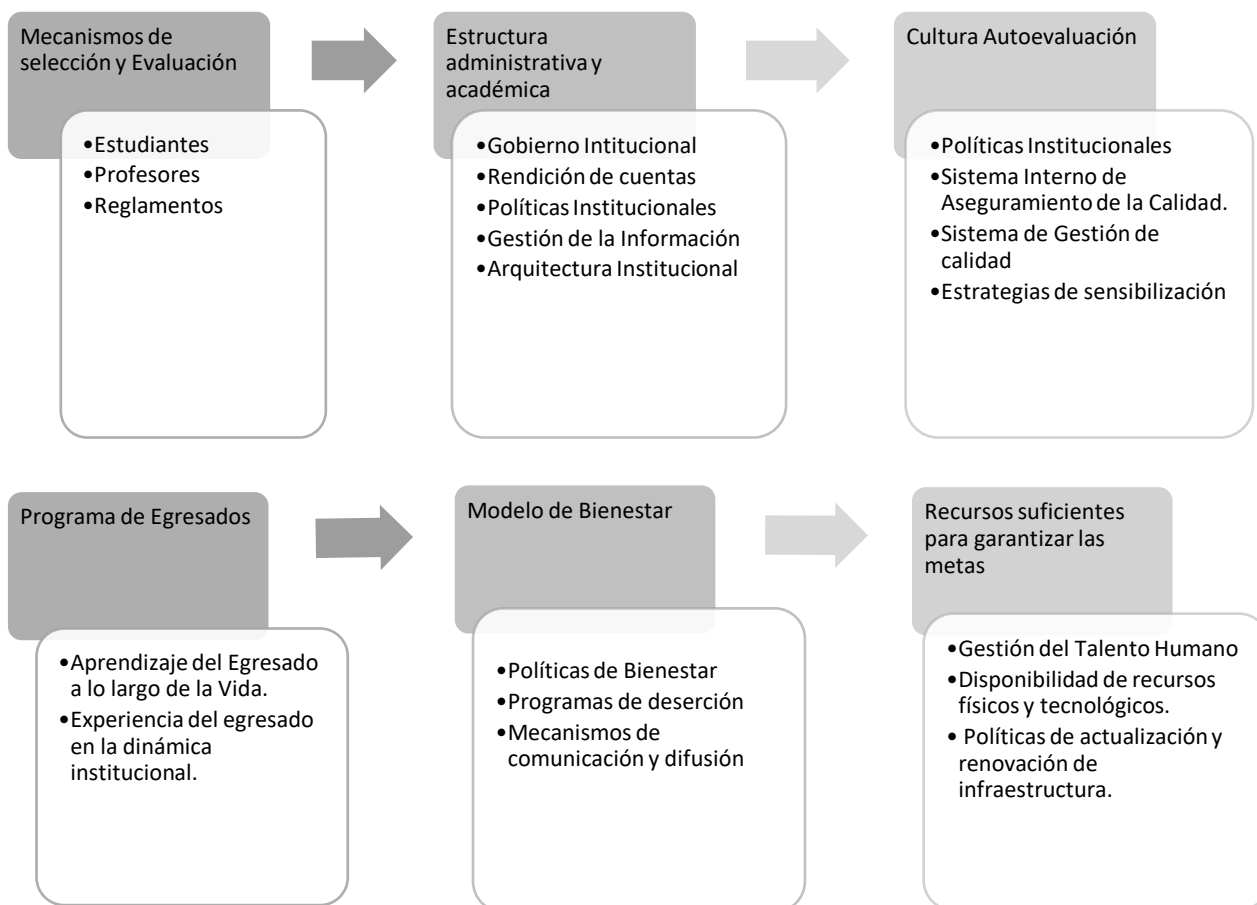 Mecanismos de
selección y Evaluación
•Estudiantes
•Profesores
•Reglamentos
Estructura
administrativa y
académica
•Gobierno Intitucional
•Rendición de cuentas
•Políticas Institucionales
•Gestión de la Información
•Arquitectura Institucional
Cultura Autoevaluación
•Políticas Institucionales
•Sistema Interno de
Aseguramiento de la Calidad.
•Sistema de Gestión de
calidad
•Estrategias de sensibilización
Programa de Egresados
•Aprendizaje del Egresado
a lo largo de la Vida.
•Experiencia del egresado
en la dinámica
institucional.
Modelo de Bienestar
•Políticas de Bienestar
•Programas de deserción
•Mecanismos de
comunicación y difusión
Recursos suficientes
para garantizar las
metas
•Gestión del Talento Humano
•Disponibilidad de recursos
físicos y tecnológicos.
• Políticas de actualización y
renovación de
infraestructura.